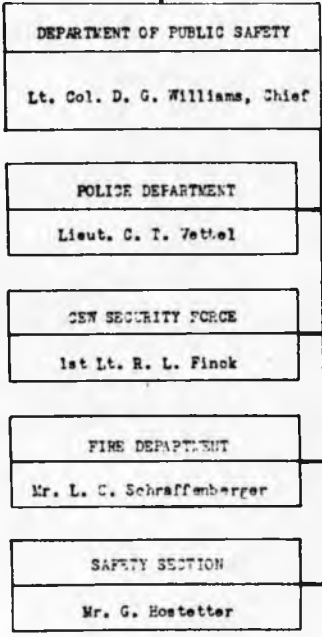 DEPARTMENT OF PUBLIC SAFETY
Lt. Col. D. G. Williams, Chief
POLICE DEPARTMENT
Lieut. C. T. Vettel
CEW SECURITY FORCE
1st Lt. R. L. Finck
FIRE DEPARTMENT
Mr. L. C. Schraffenberger
SAFETY SECTION
Mr. G. Hostetter